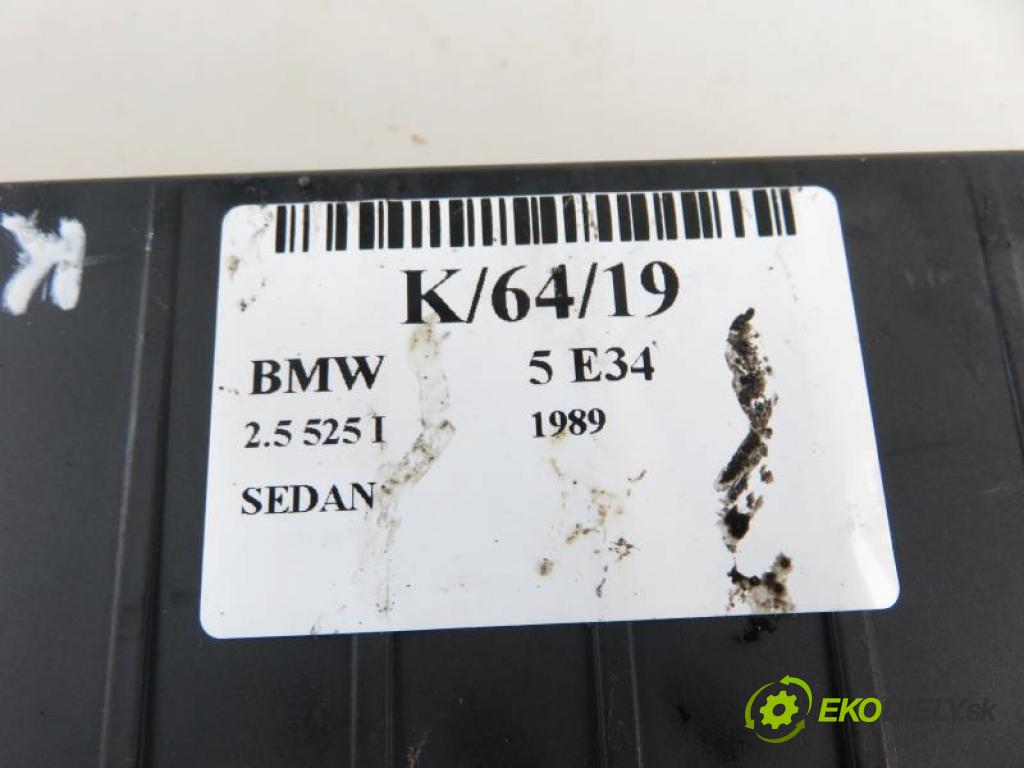 K
K/64/19
BMW 5 E34
2.5 525 I 1989
SEDAN
EKODIELY.sk